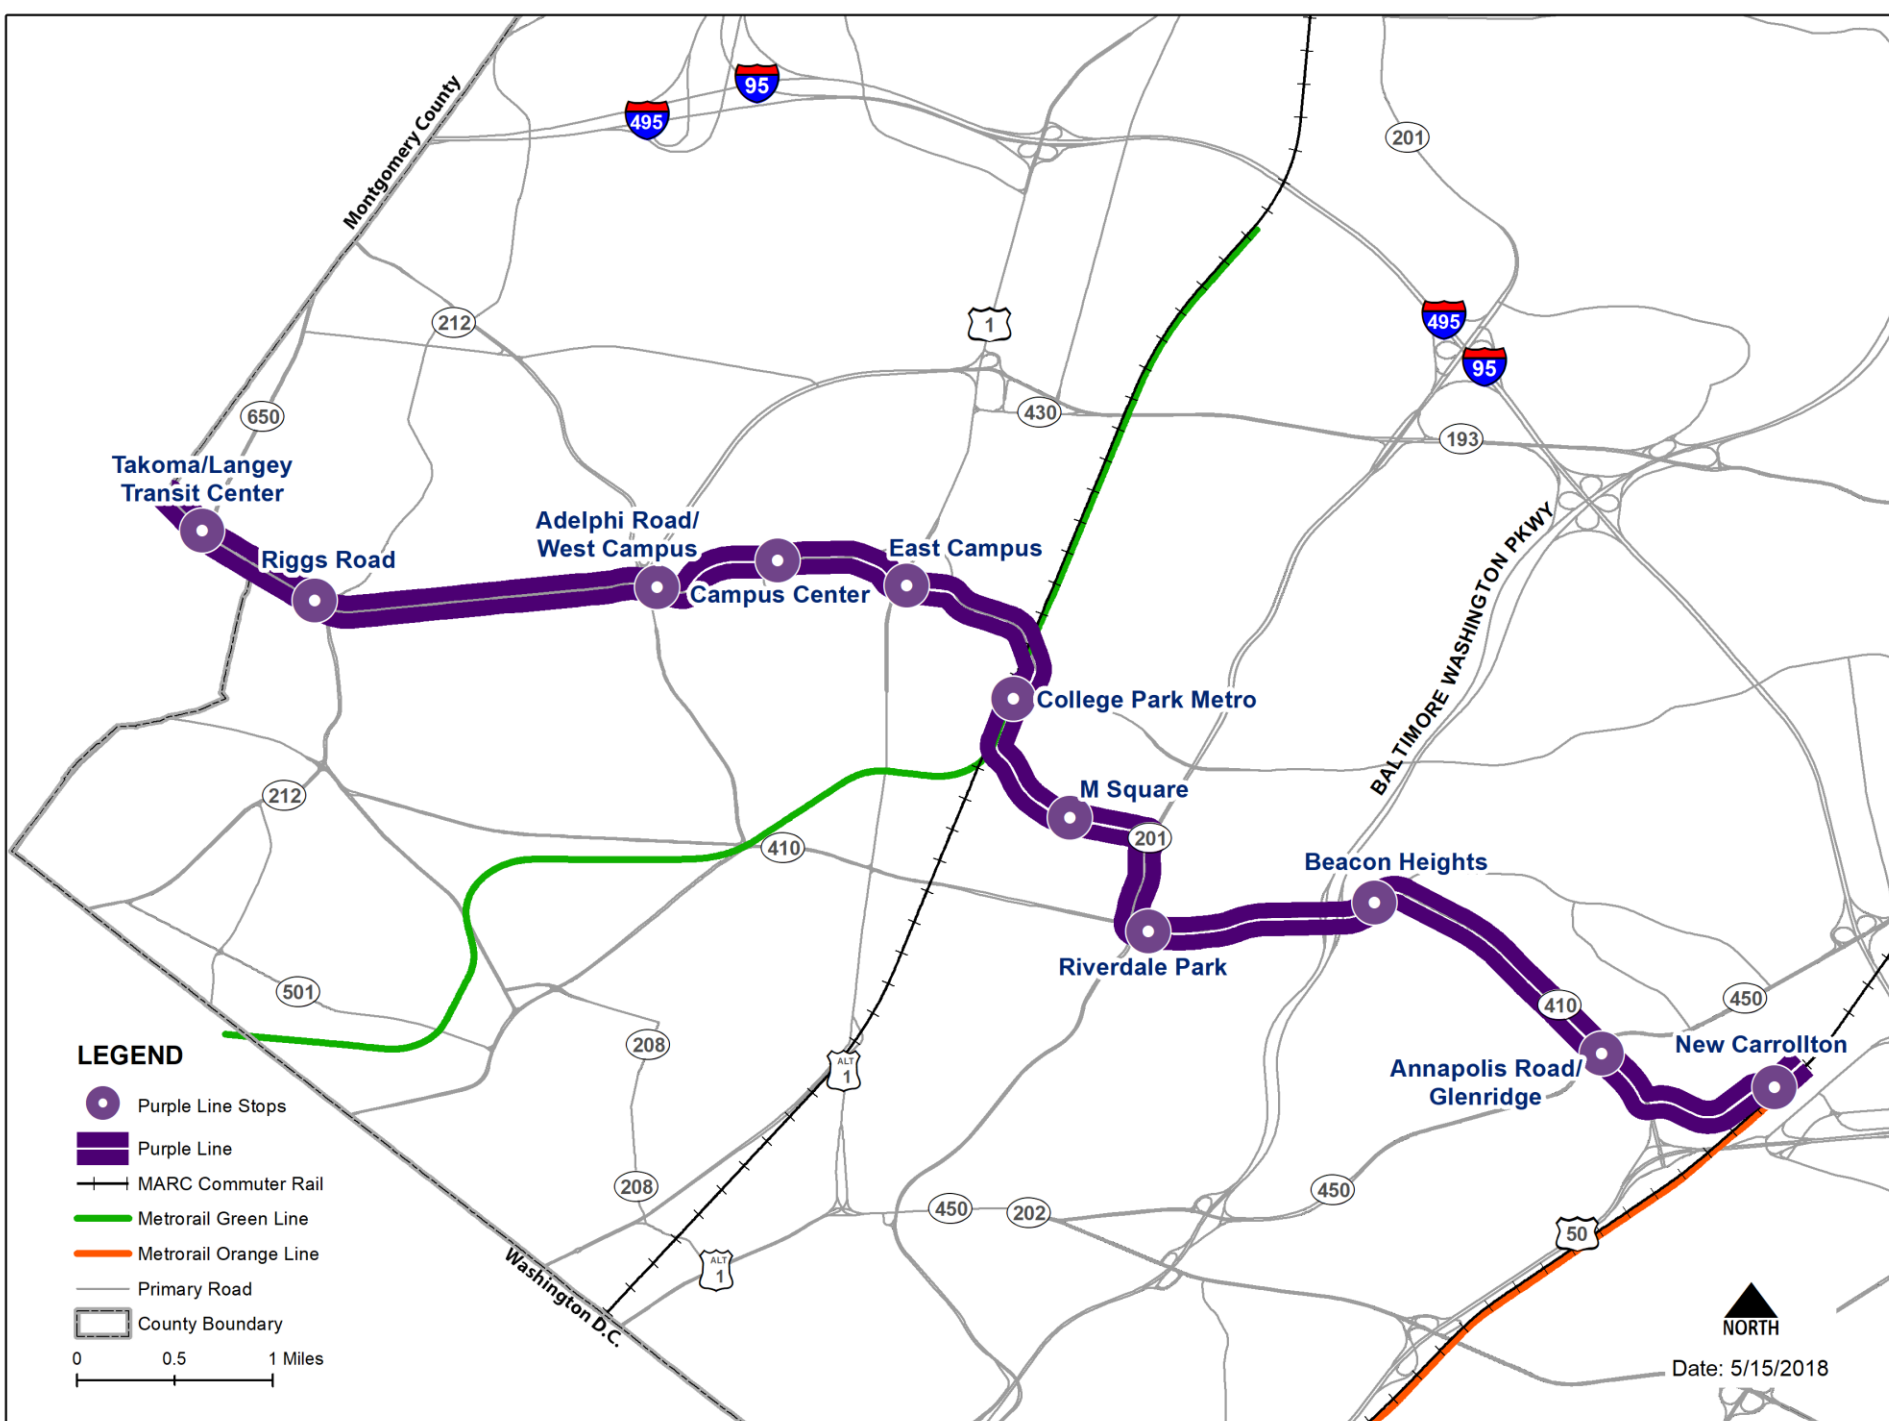 Montgomery County
95
495
201
212
1
495
95
650
430
193
Takoma/Langey
Transit Center
Riggs Road
Adelphi Road/
West Campus
Campus Center
East Campus
BALTIMORE WASHINGTON PKWY
College Park Metro
M Square
212
410
201
Beacon Heights
Riverdale Park
501
410
450
208
ALT
1
New Carrollton
Annapolis Road/
Glenridge
208
450
202
450
50
ALT
1
Washington D.C.
LEGEND
Purple Line Stops
Purple Line
MARC Commuter Rail
Metrorail Green Line
Metrorail Orange Line
Primary Road
County Boundary
0 0.5 1 Miles
NORTH
Date: 5/15/2018